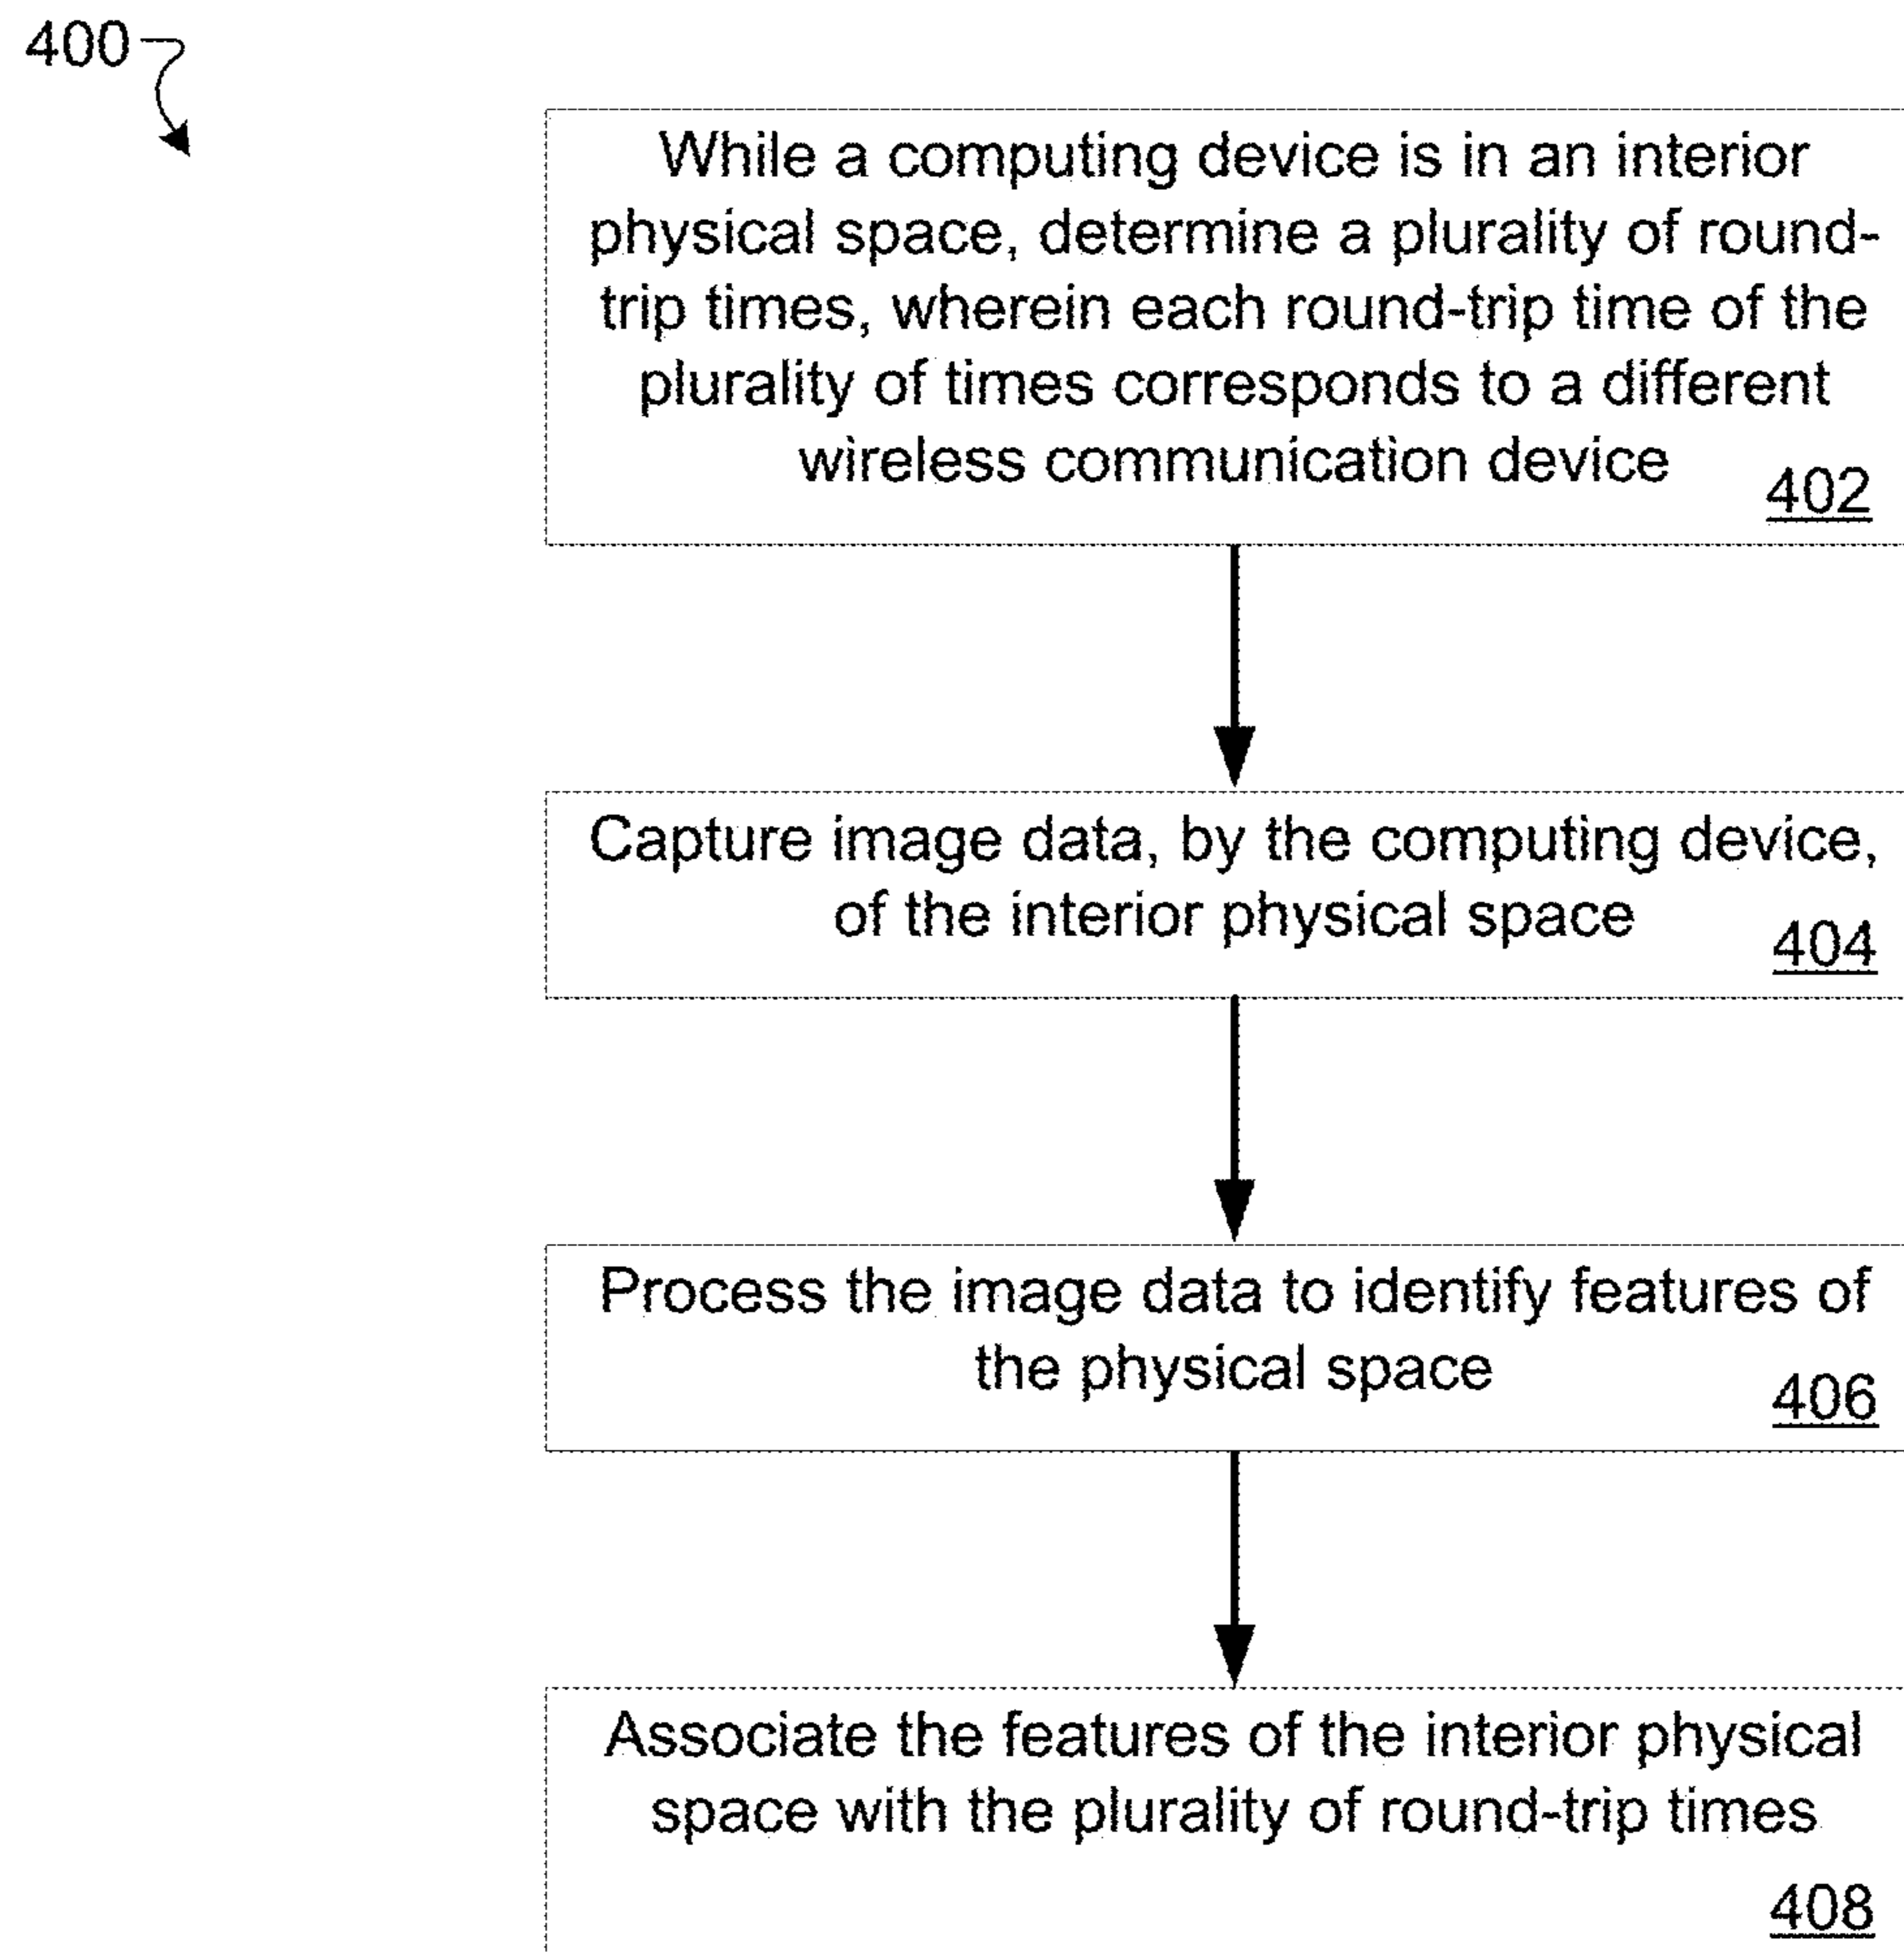 400
While a computing device is in an interior
physical space, determine a plurality of round-
trip times, wherein each round-trip time of the
plurality of times corresponds to a different
wireless communication device
402
Capture image data, by the computing device,
of the interior physical space
404
Process the image data to identify features of
the physical space
406
Associate the features of the interior physical
space with the plurality of round-trip times
408